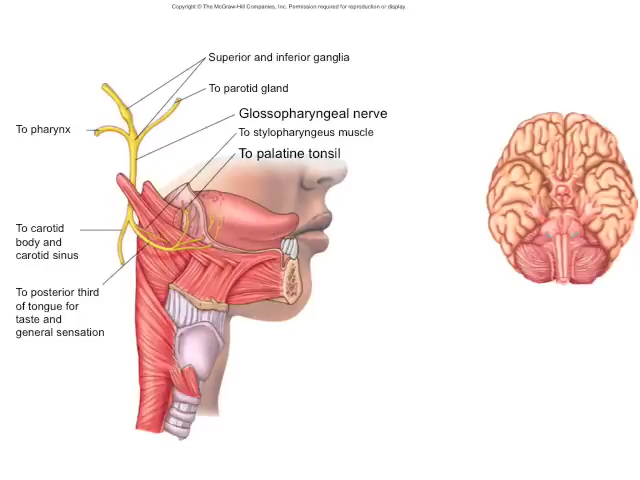 Copyright © The McGraw-Hill Companies, Inc. Permission required for reproduction or display.
Superior and inferior ganglia
To parotid gland
Glossopharyngeal nerve
To pharynx
To stylopharyngeus muscle
To palatine tonsil
To carotid
body and
carotid sinus
To posterior third
of tongue for
taste and
general sensation